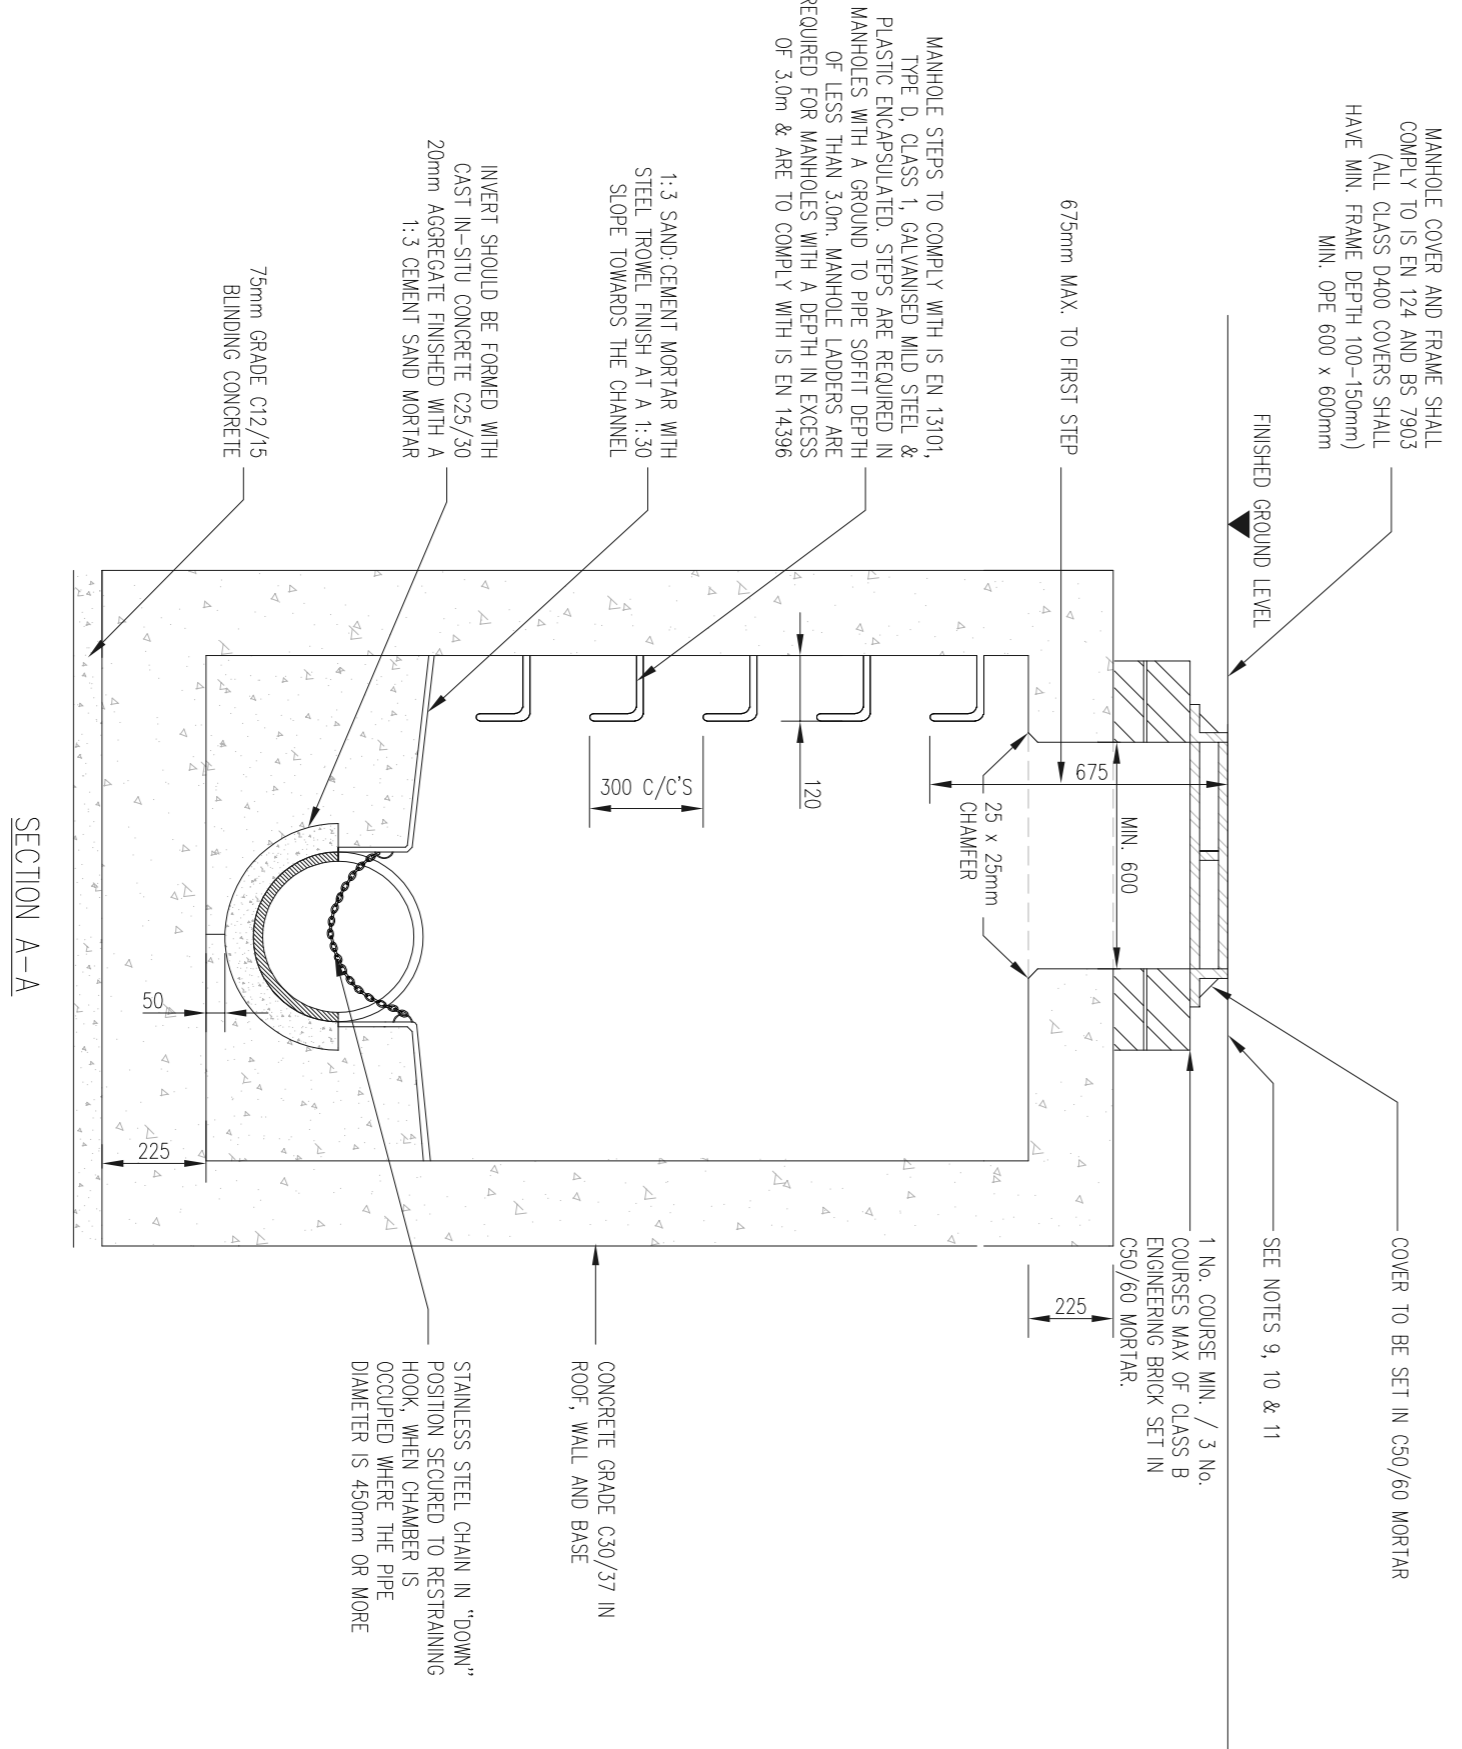 MANHOLE COVER AND FRAME SHALL
COMPLY TO IS EN 124 AND BS 7903
(ALL CLASS D400 COVERS SHALL
HAVE MIN. FRAME DEPTH 100-150mm)
MIN. OPE 600 x 600mm
FINISHED GROUND LEVEL
675mm MAX. TO FIRST STEP
MANHOLE STEPS TO COMPLY WITH IS EN 13101,
TYPE D, CLASS 1, GALVANISED MILD STEEL &
PLASTIC ENCAPSULATED. STEPS ARE REQUIRED IN
MANHOLES WITH A GROUND TO PIPE SOFFIT DEPTH
OF LESS THAN 3.0m. MANHOLE LADDERS ARE
REQUIRED FOR MANHOLES WITH A DEPTH IN EXCESS
OF 3.0m & ARE TO COMPLY WITH IS EN 14396
1:3 SAND:CEMENT MORTAR WITH
STEEL TROWEL FINISH AT A 1:30
SLOPE TOWARDS THE CHANNEL
INVERT SHOULD BE FORMED WITH
CAST IN-SITU CONCRETE C25/30
20mm AGGREGATE FINISHED WITH A
1:3 CEMENT SAND MORTAR
75mm GRADE C12/15
BLINDING CONCRETE
675
MIN. 600
25 x 25mm
CHAMFER
120
300 C/C'S
50
225
225
COVER TO BE SET IN C50/60 MORTAR
SEE NOTES 9, 10 & 11
1 No. COURSE MIN. / 3 No.
COURSES MAX OF CLASS B
ENGINEERING BRICK SET IN
C50/60 MORTAR.
CONCRETE GRADE C30/37 IN
ROOF, WALL AND BASE
STAINLESS STEEL CHAIN IN "DOWN"
POSITION SECURED TO RESTRAINING
HOOK, WHEN CHAMBER IS
OCCUPIED WHERE THE PIPE
DIAMETER IS 450mm OR MORE
SECTION A-A